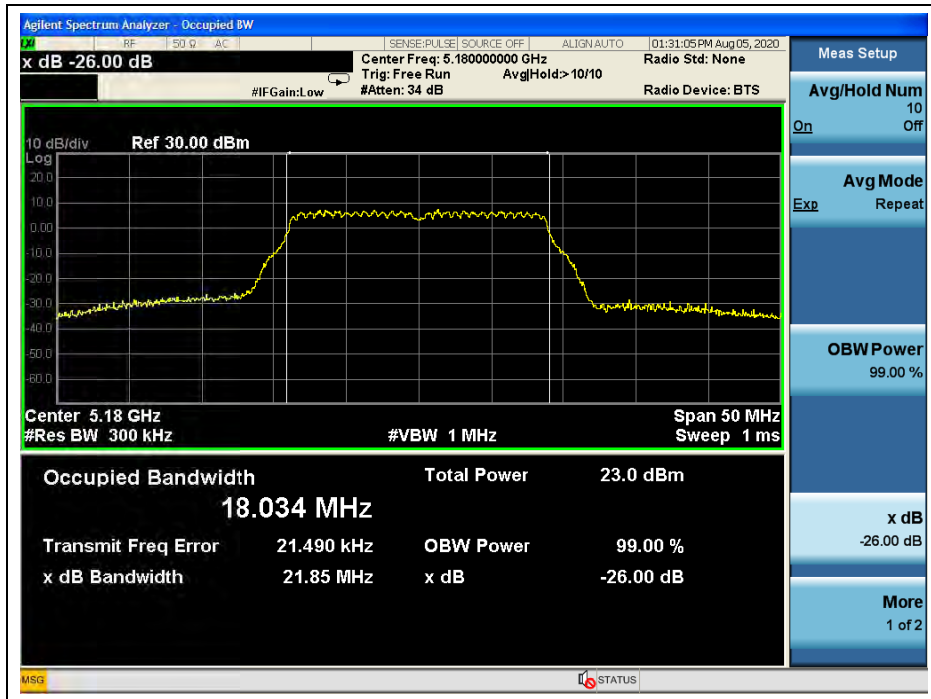 Agilent Spectrum Analyzer - Occupied BW
LXI RF 50 Ω AC SENSE:PULSE SOURCE OFF ALIGN AUTO 01:31:05 PM Aug 05, 2020
x dB -26.00 dB
Center Freq: 5.180000000 GHz
Radio Std: None
Trig: Free Run Avg|Hold:>10/10
#IFGain:Low
#Atten: 34 dB
Radio Device: BTS
10 dB/div Ref 30.00 dBm
Log
20.0
10.0
0.00
-10.0
-20.0
-30.0
-40.0
-50.0
-60.0
Center 5.18 GHz
Span 50 MHz
#Res BW 300 kHz
#VBW 1 MHz
Sweep 1 ms
Occupied Bandwidth
18.034 MHz
Total Power 23.0 dBm
Transmit Freq Error 21.490 kHz
OBW Power 99.00 %
x dB Bandwidth 21.85 MHz
x dB -26.00 dB
Meas Setup
Avg/Hold Num
10
On Off
Avg Mode
Exp Repeat
OBW Power
99.00 %
x dB
-26.00 dB
More
1 of 2
MSG
STATUS